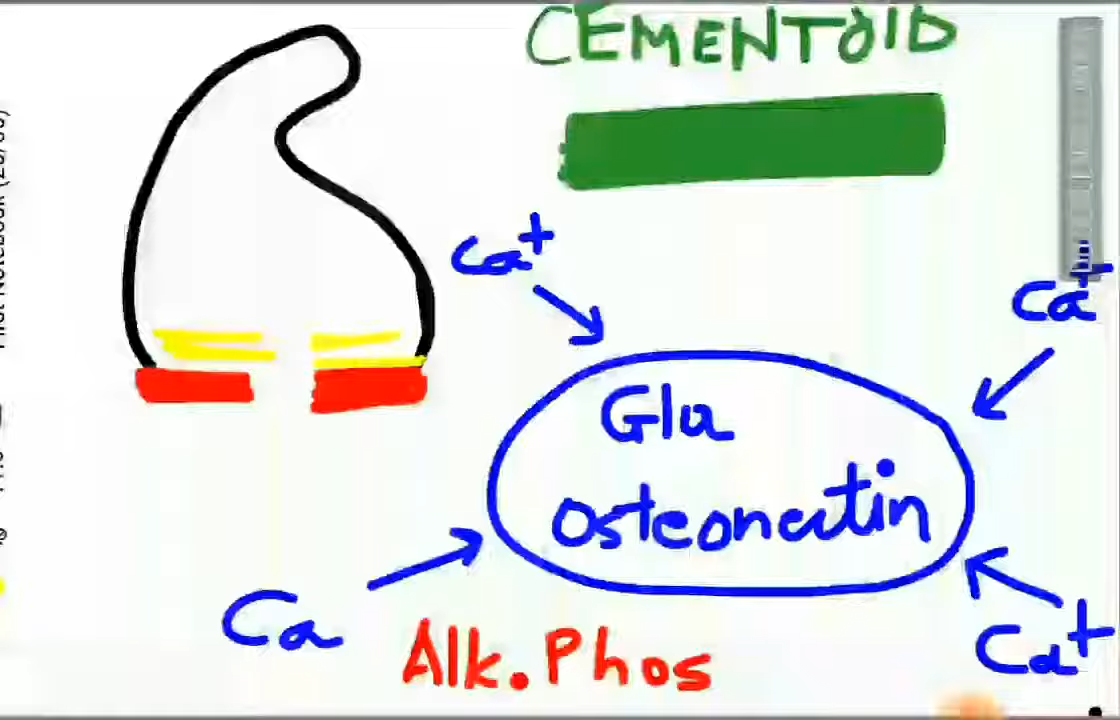 CEMENTOID
Ca+
Ca++
Gla
osteonectin
Ca
Ca+
Alk. Phos